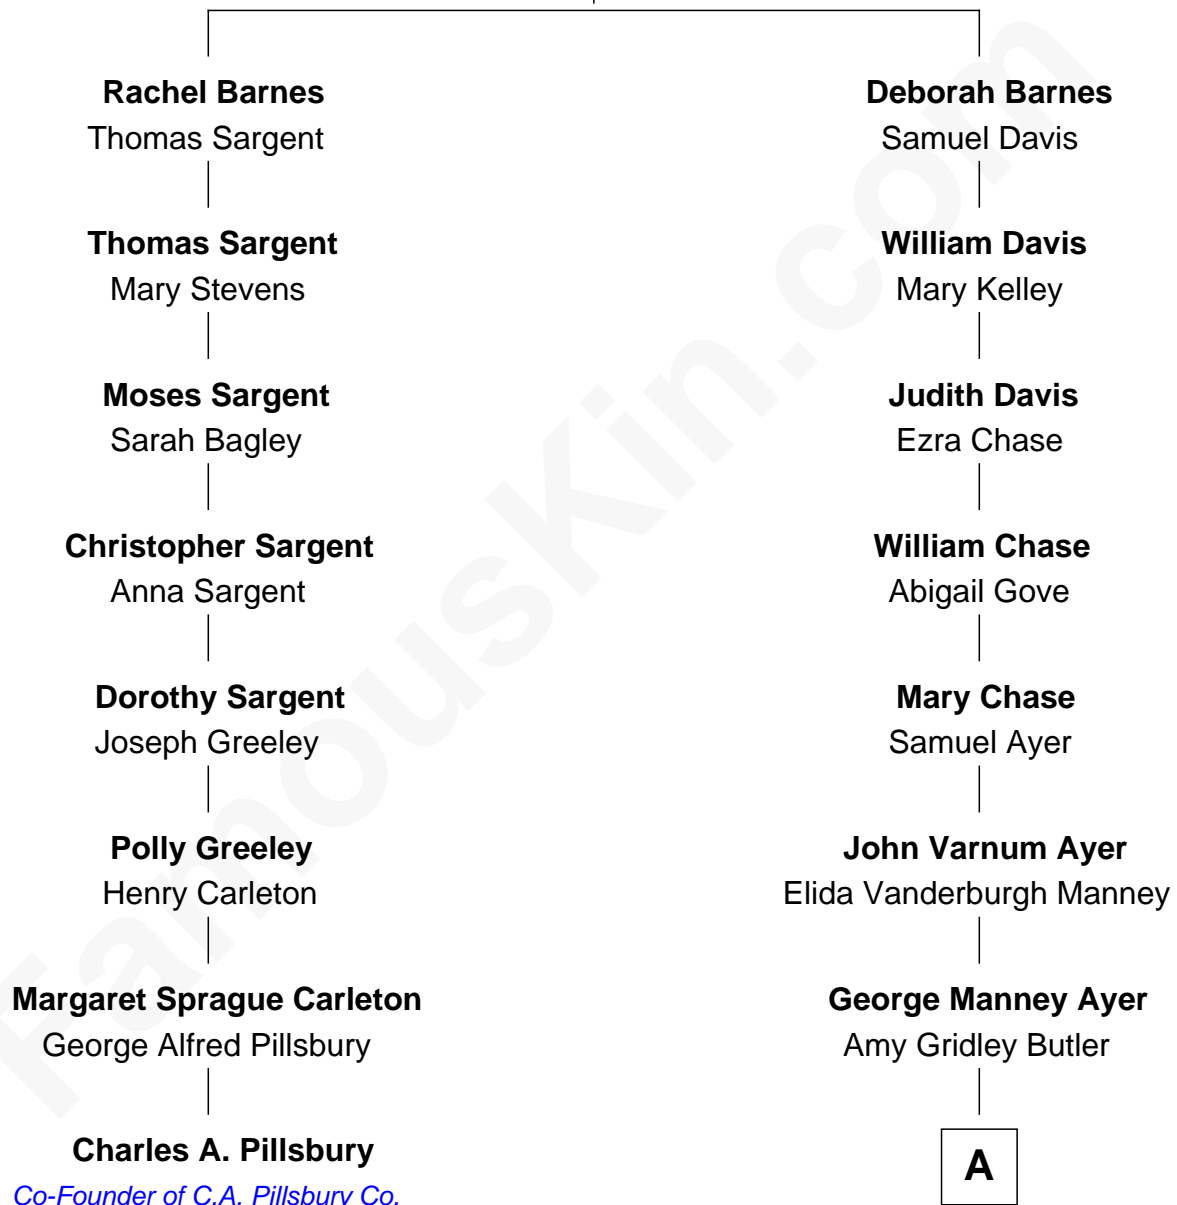 Rachel Barnes
Thomas Sargent
Thomas Sargent
Mary Stevens
Moses Sargent
Sarah Bagley
Christopher Sargent
Anna Sargent
Dorothy Sargent
Joseph Greeley
Polly Greeley
Henry Carleton
Margaret Sprague Carleton
George Alfred Pillsbury
Charles A. Pillsbury
Co-Founder of C.A. Pillsbury Co.
Deborah Barnes
Samuel Davis
William Davis
Mary Kelley
Judith Davis
Ezra Chase
William Chase
Abigail Gove
Mary Chase
Samuel Ayer
John Varnum Ayer
Elida Vanderburgh Manney
George Manney Ayer
Amy Gridley Butler
A
FamousKin.com